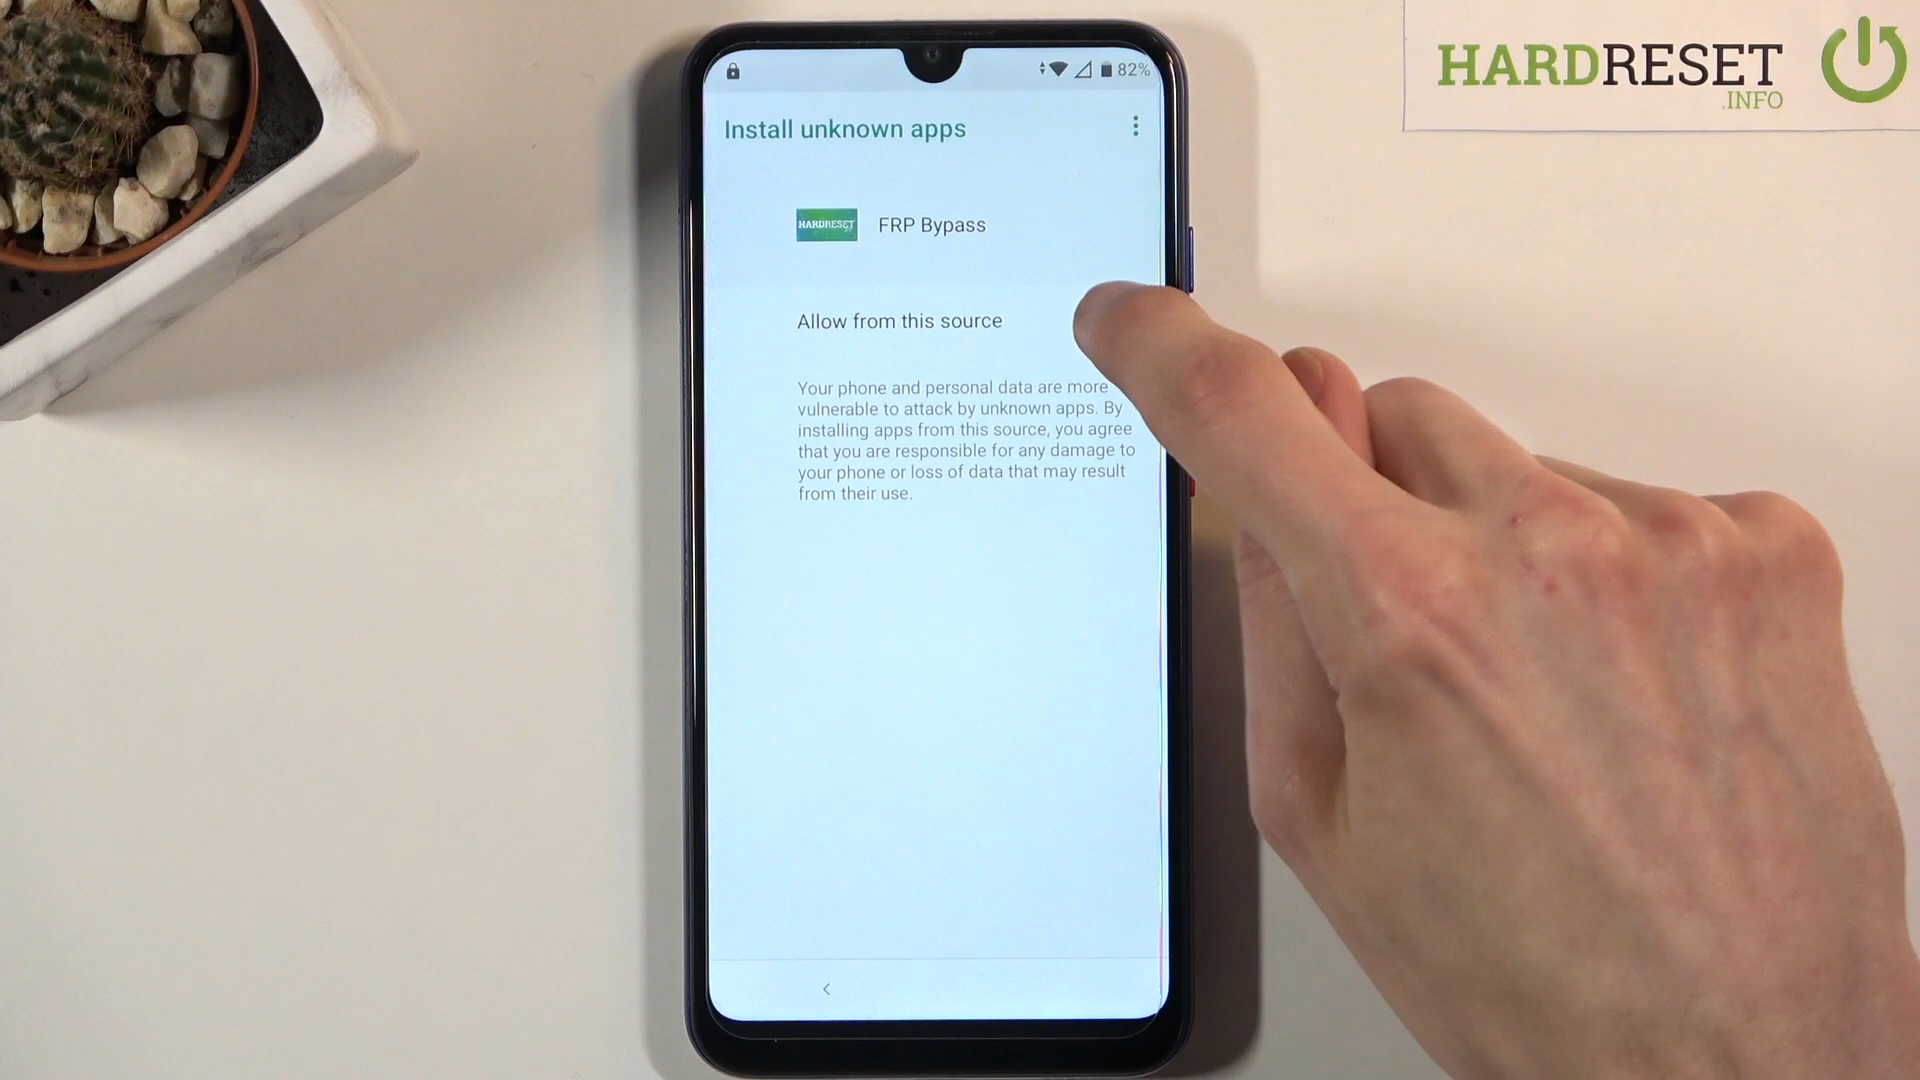 HARDRESET
.INFO
82%
Install unknown apps
HARDRESET
FRP Bypass
Allow from this source
Your phone and personal data are more
vulnerable to attack by unknown apps. By
installing apps from this source, you agree
that you are responsible for any damage to
your phone or loss of data that may result
from their use.